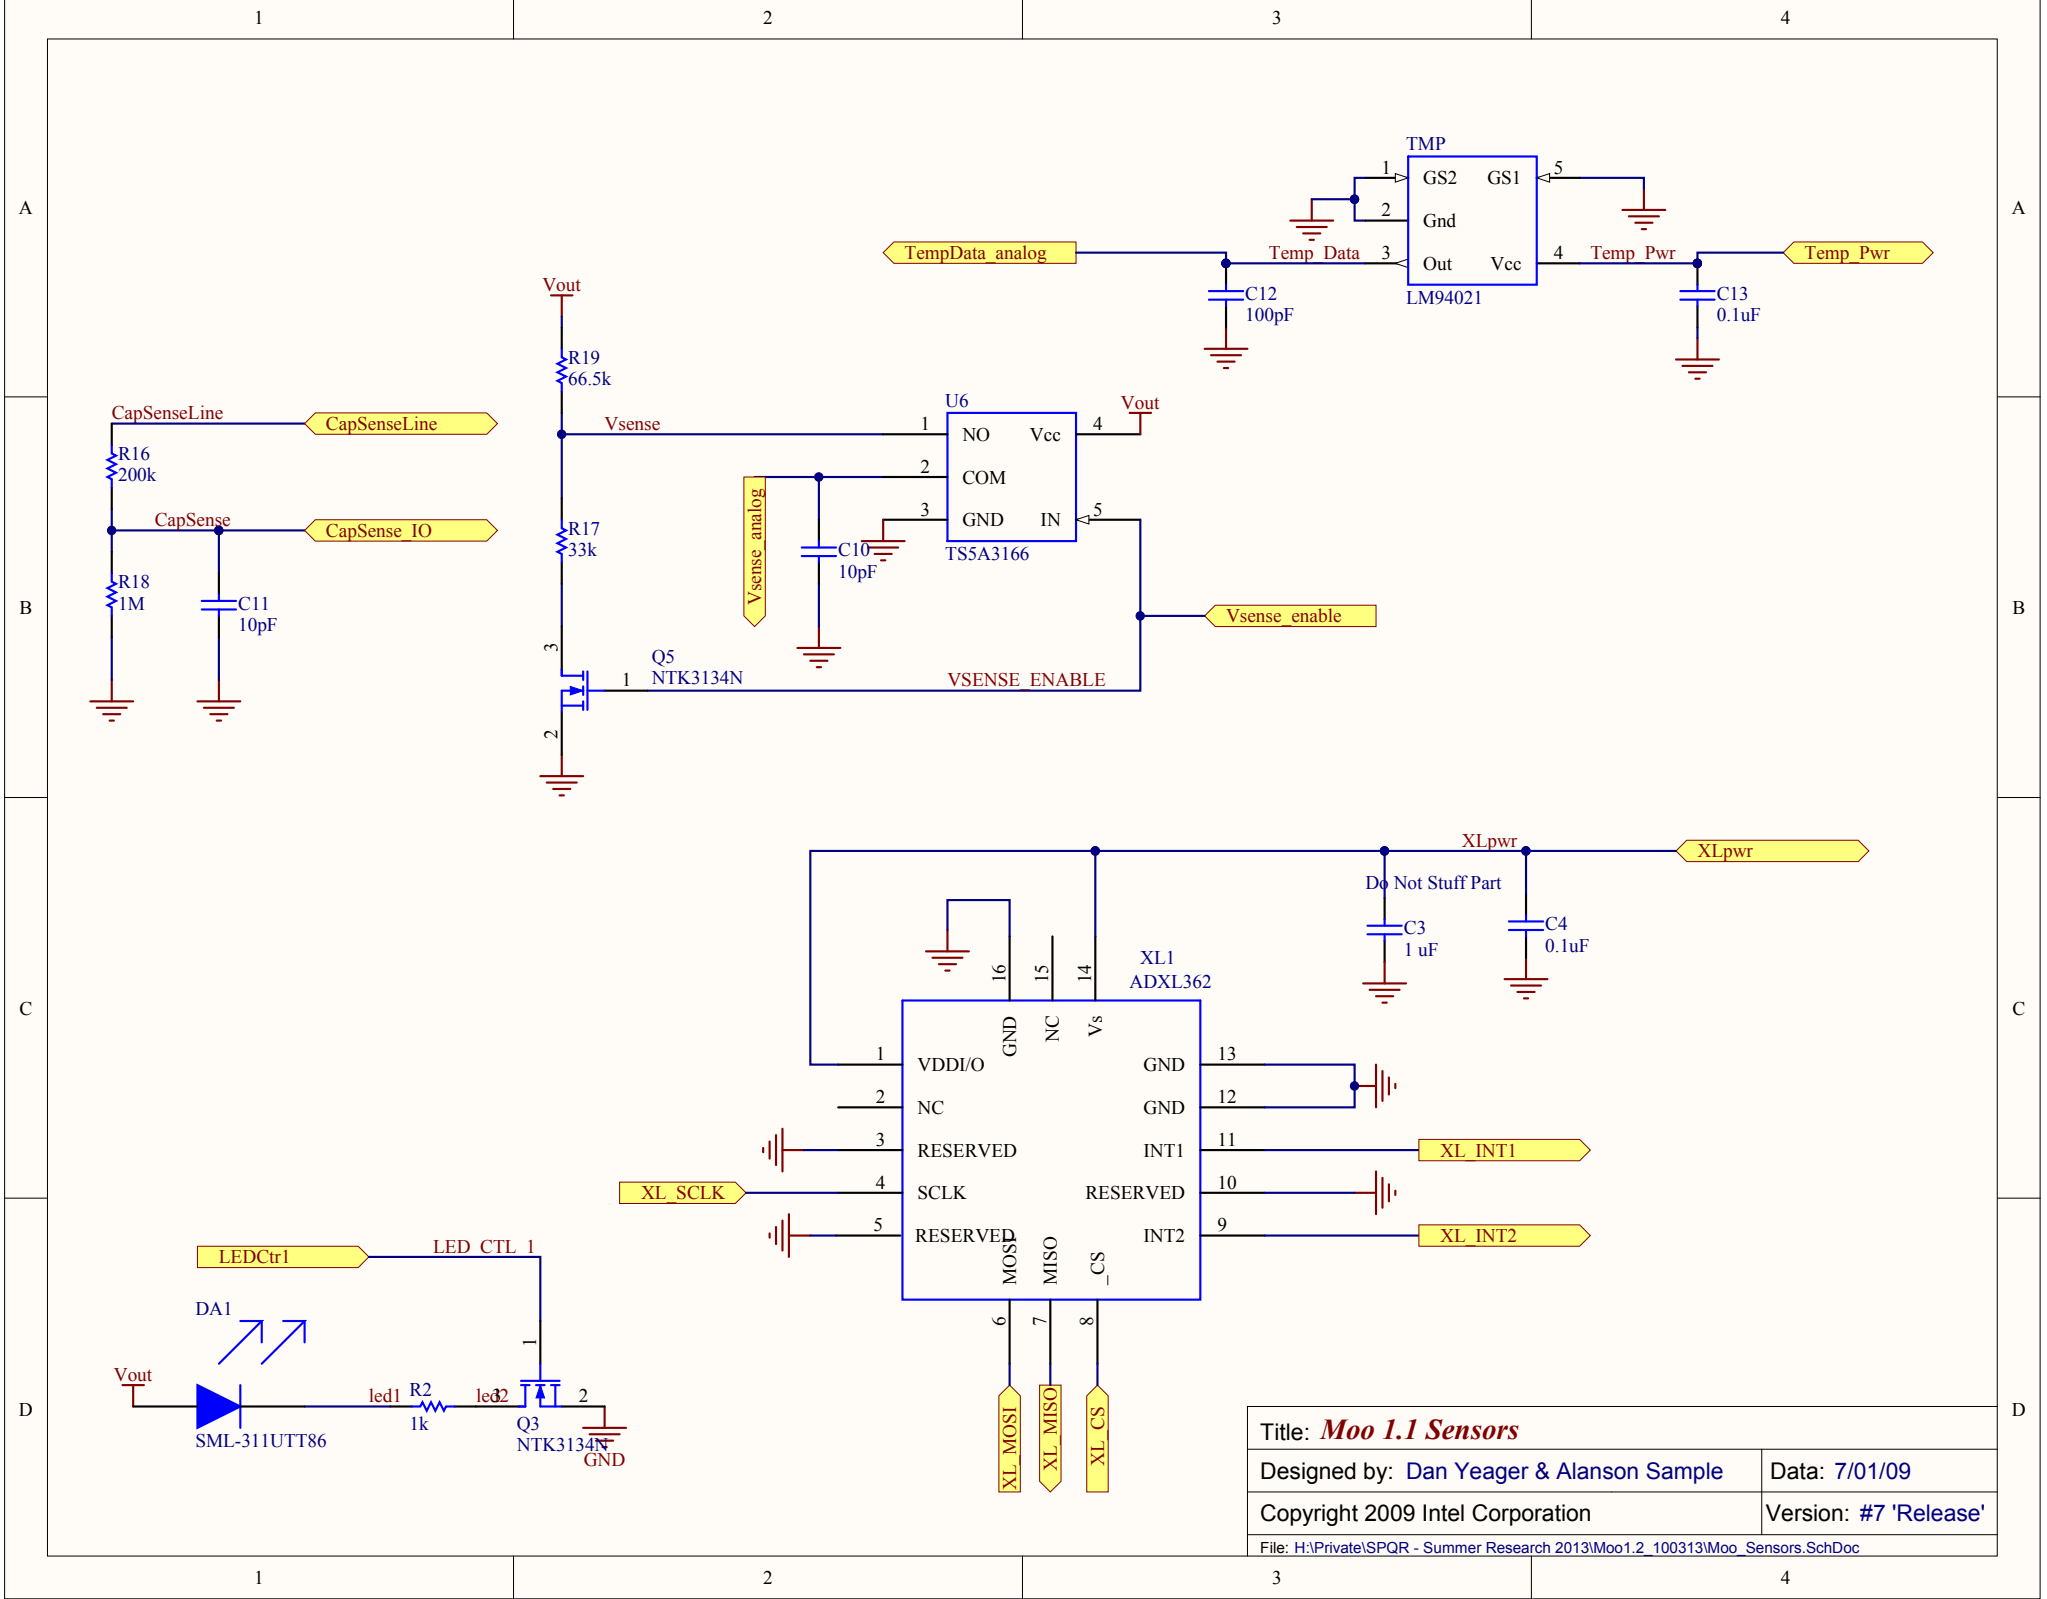 1 2 3 4
A A
B B
C C
D D
1 2 3 4
TMP
1 GS2 GS1 5
2 Gnd
TempData_analog Temp_Data 3 Out Vcc 4 Temp_Pwr Temp_Pwr
LM94021
C12
100pF
C13
0.1uF
Vout
R19
66.5k
Vsense
R17
33k
3
Q5
NTK3134N
1
2
VSENSE_ENABLE
U6
Vout
1 NO Vcc 4
2 COM
3 GND IN 5
TS5A3166
Vsense_analog
C10
10pF
Vsense_enable
CapSenseLine
CapSenseLine
R16
200k
CapSense
CapSense_IO
R18
1M
C11
10pF
XLpwr
XLpwr
Do Not Stuff Part
C3
1 uF
C4
0.1uF
XL1
ADXL362
16 15 14
GND NC Vs
1 VDDI/O GND 13
2 NC GND 12
3 RESERVED INT1 11 XL_INT1
XL_SCLK 4 SCLK RESERVED 10
5 RESERVED INT2 9 XL_INT2
MOSI MISO _CS
6 7 8
XL_MOSI XL_MISO XL_CS
LEDCtr1
LED_CTL_1
DA1
1
Vout
led1
R2
1k
led2
3
2
SML-311UTT86
Q3
NTK3134N
GND
Title: Moo 1.1 Sensors
Designed by: Dan Yeager & Alanson Sample
Data: 7/01/09
Copyright 2009 Intel Corporation
Version: #7 'Release'
File: H:\Private\SPQR - Summer Research 2013\Moo1.2_100313\Moo_Sensors.SchDoc